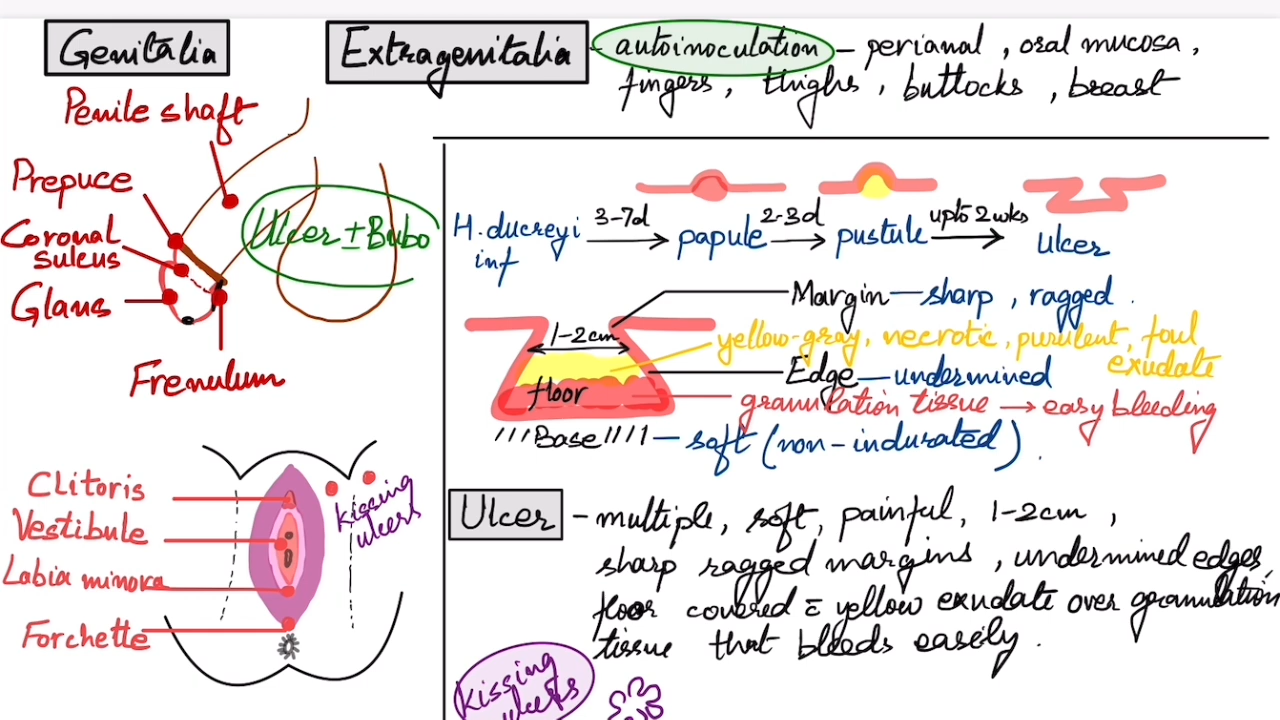 Genitalia
Extragenitalia - autoinoculation - perianal, oral mucosa,
fingers, thighs, buttocks, breast
Penile shaft
Prepuce
Coronal
sulcus
Glans
Frenulum
Ulcer ± Bubo
H. ducreyi
inf
3-7d
papule
2-3d
pustule
upto 2 wks
ulcer
1-2cm
floor
Margin - sharp, ragged.
yellow-gray, necrotic, purulent, foul
exudate
Edge - undermined
granulation tissue → easy bleeding
Base - soft (non-indurated).
Clitoris
Vestibule
Labia minora
Forchette
kissing
ulcers
Ulcer - multiple, soft, painful, 1-2cm,
sharp ragged margins, undermined edges,
floor covered c̄ yellow exudate over granulation
tissue that bleeds easily.
kissing
ulcers